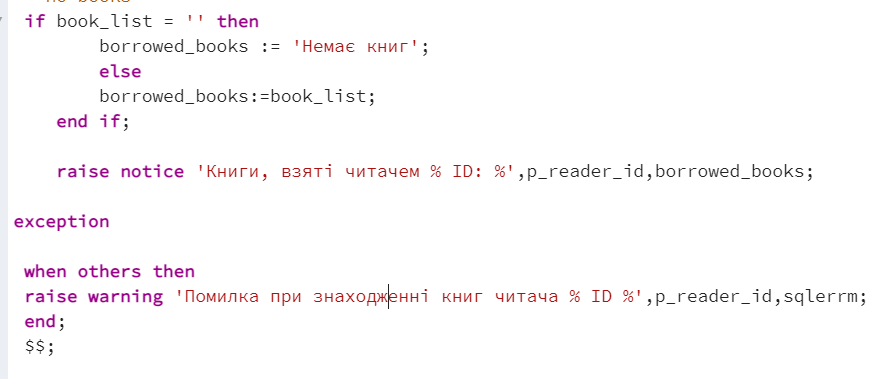 if book_list = '' then
borrowed_books := 'Немає книг';
else
borrowed_books:=book_list;
end if;
raise notice 'Книги, взяті читачем % ID: %',p_reader_id,borrowed_books;
exception
when others then
raise warning 'Помилка при знаходженні книг читача % ID %',p_reader_id,sqlerrm;
end;
$$;